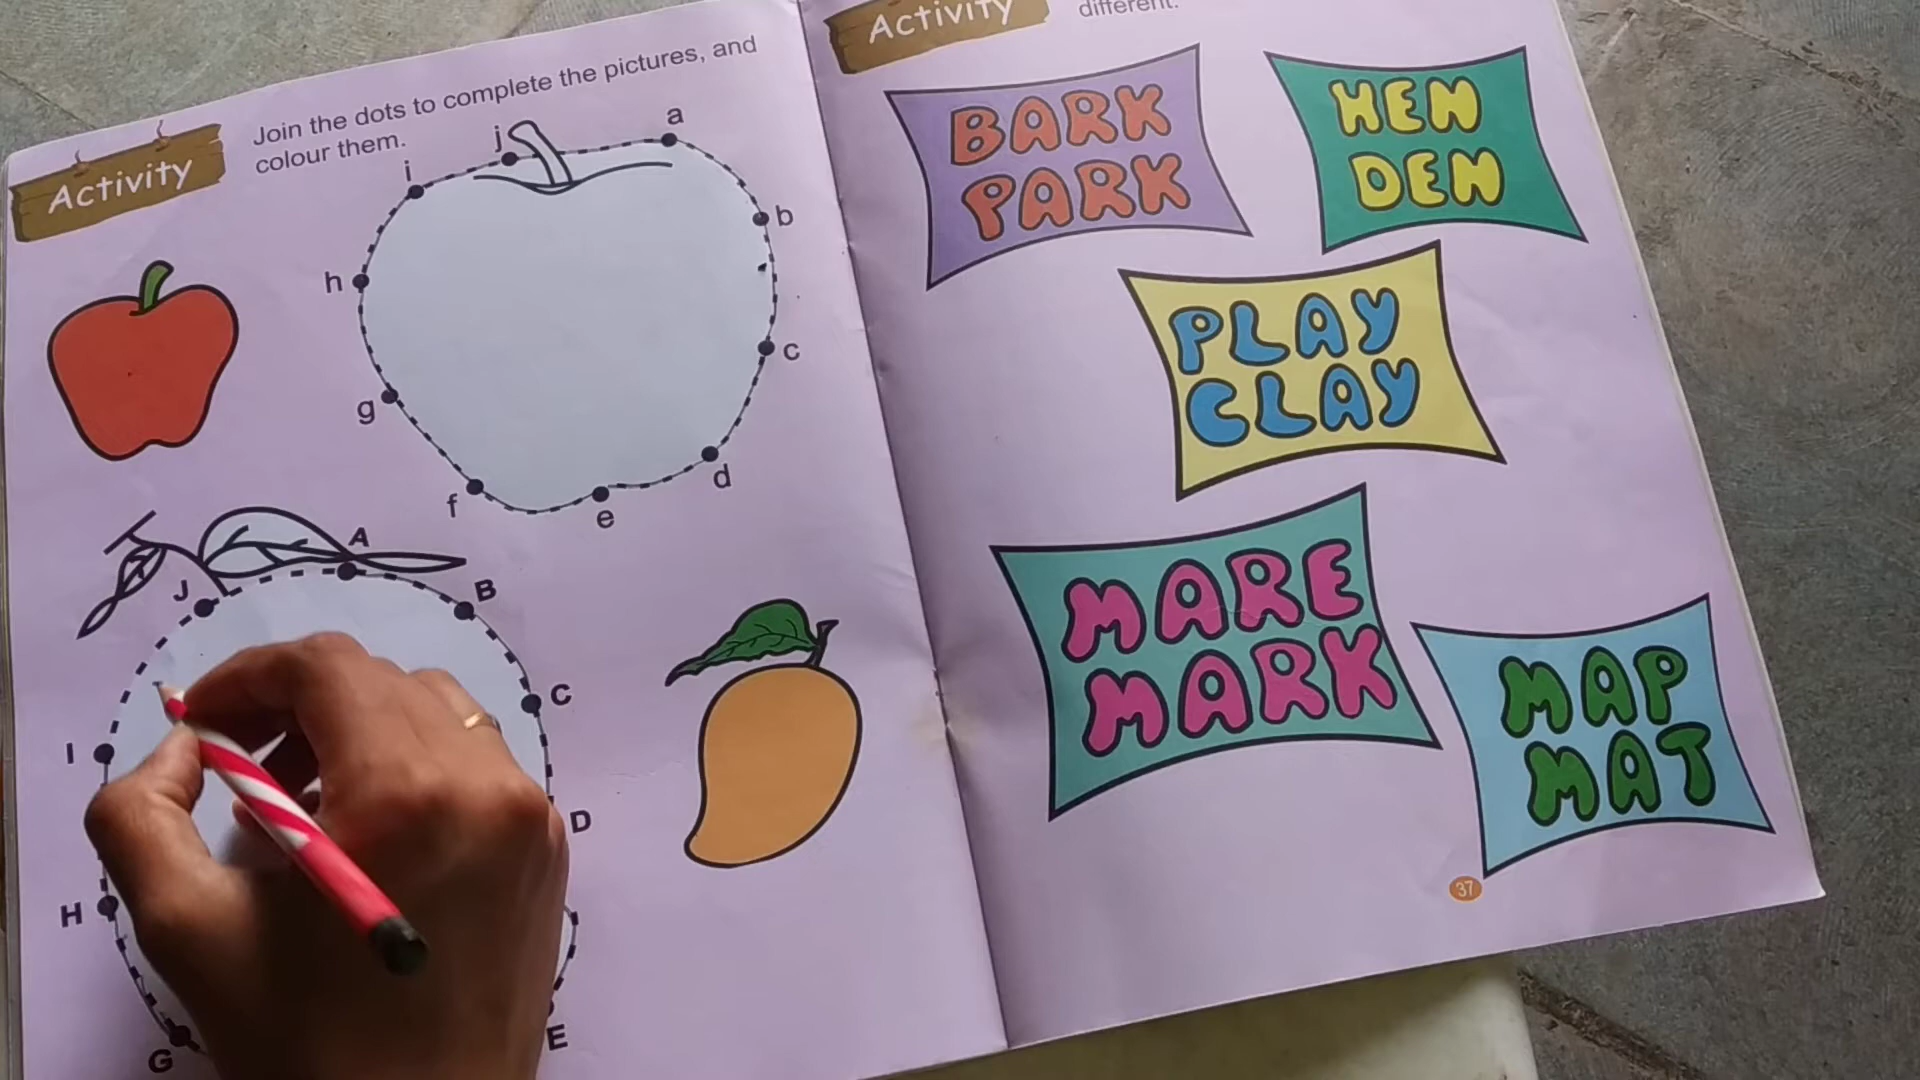 Activity
Join the dots to complete the pictures, and
colour them.
a
b
c
d
e
f
g
h
i
j
A
B
C
D
E
G
H
I
J
Activity
different.
BARK
PARK
HEN
DEN
PLAY
CLAY
MARE
MARK
MAP
MAT
37